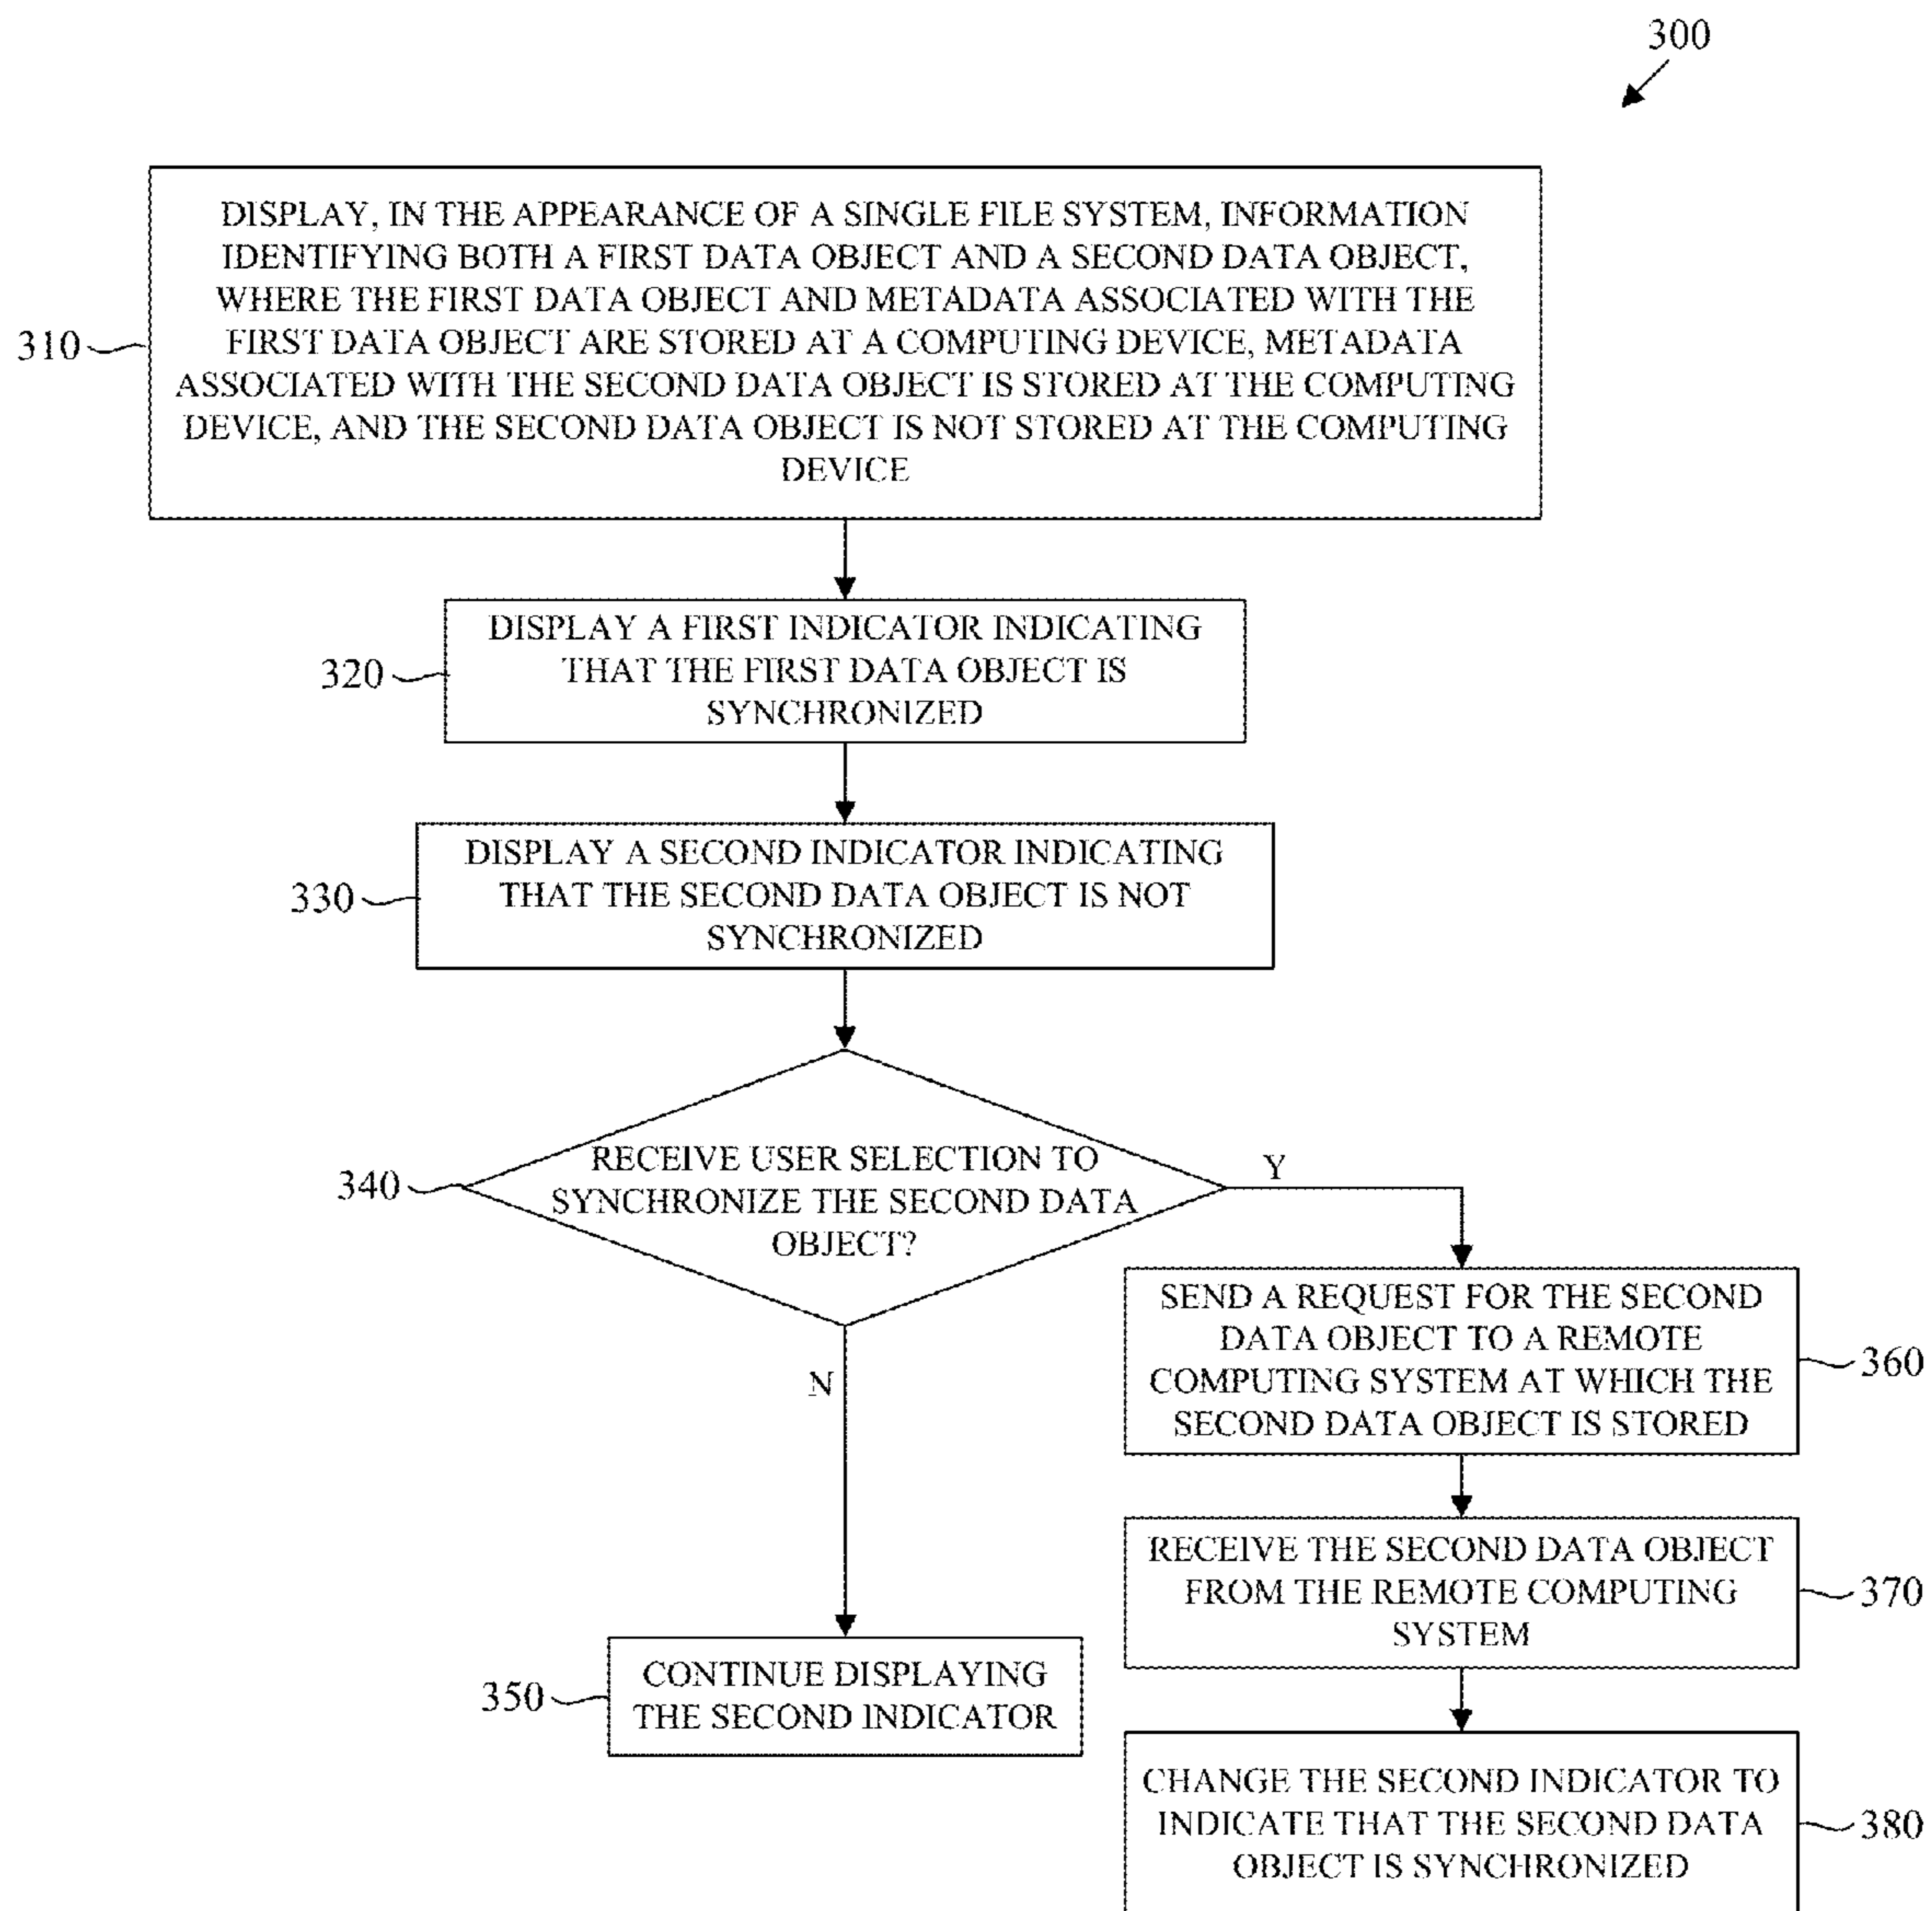 300
DISPLAY, IN THE APPEARANCE OF A SINGLE FILE SYSTEM, INFORMATION
IDENTIFYING BOTH A FIRST DATA OBJECT AND A SECOND DATA OBJECT,
WHERE THE FIRST DATA OBJECT AND METADATA ASSOCIATED WITH THE
FIRST DATA OBJECT ARE STORED AT A COMPUTING DEVICE, METADATA
ASSOCIATED WITH THE SECOND DATA OBJECT IS STORED AT THE COMPUTING
DEVICE, AND THE SECOND DATA OBJECT IS NOT STORED AT THE COMPUTING
DEVICE
310
DISPLAY A FIRST INDICATOR INDICATING
THAT THE FIRST DATA OBJECT IS
SYNCHRONIZED
320
DISPLAY A SECOND INDICATOR INDICATING
THAT THE SECOND DATA OBJECT IS NOT
SYNCHRONIZED
330
RECEIVE USER SELECTION TO
SYNCHRONIZE THE SECOND DATA
OBJECT?
340
Y
N
CONTINUE DISPLAYING
THE SECOND INDICATOR
350
SEND A REQUEST FOR THE SECOND
DATA OBJECT TO A REMOTE
COMPUTING SYSTEM AT WHICH THE
SECOND DATA OBJECT IS STORED
360
RECEIVE THE SECOND DATA OBJECT
FROM THE REMOTE COMPUTING
SYSTEM
370
CHANGE THE SECOND INDICATOR TO
INDICATE THAT THE SECOND DATA
OBJECT IS SYNCHRONIZED
380